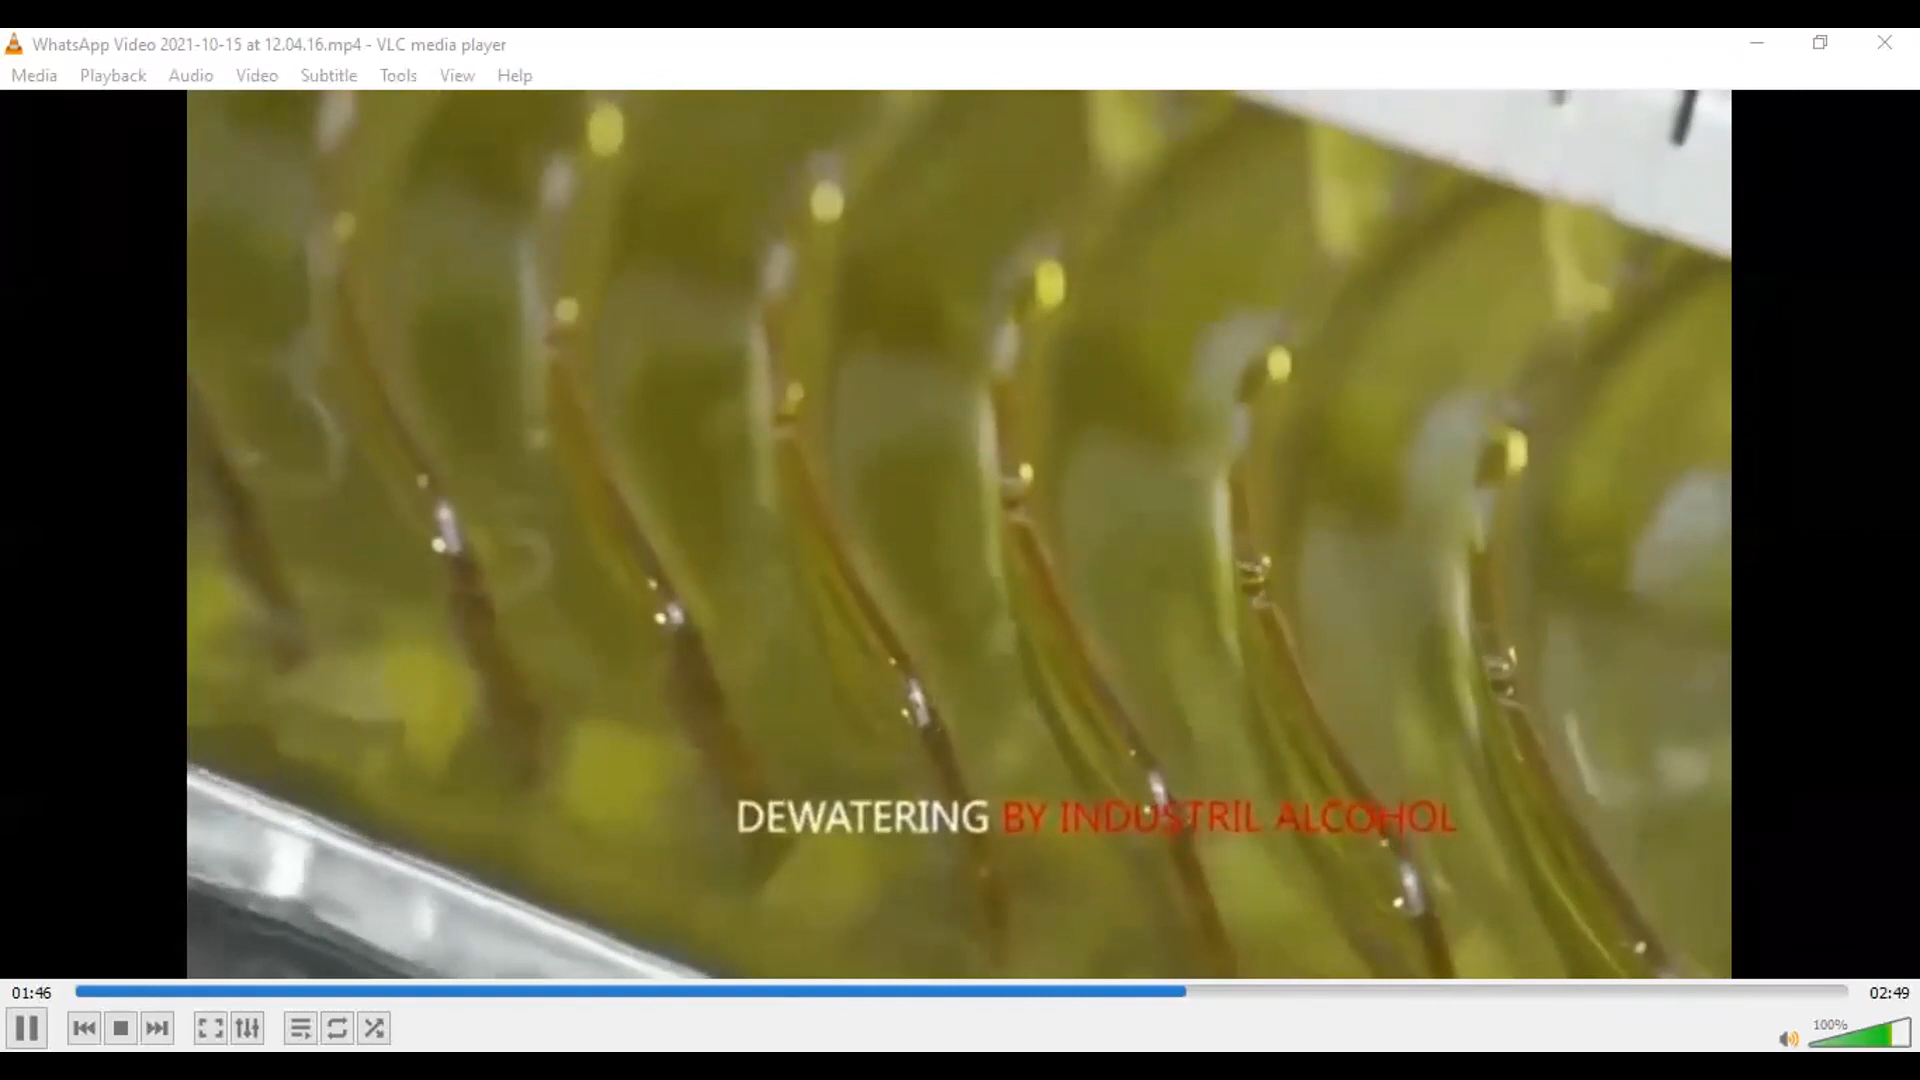 WhatsApp Video 2021-10-15 at 12.04.16.mp4 - VLC media player
Media Playback Audio Video Subtitle Tools View Help
DEWATERING BY INDUSTRIL ALCOHOL
01:46 02:49
100%